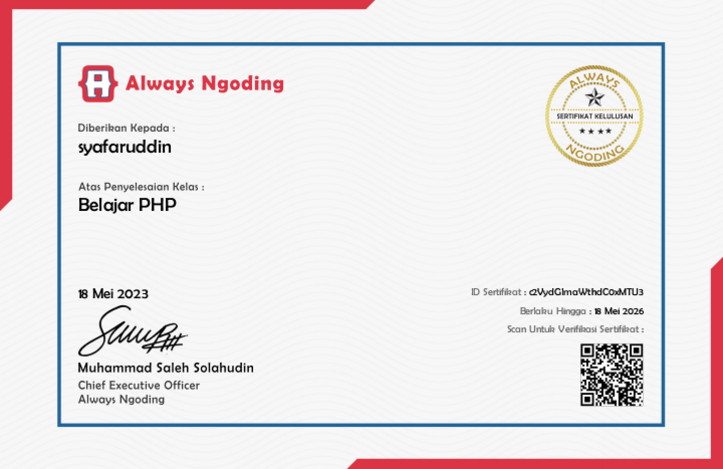 Always Ngoding
Diberikan Kepada :
syafaruddin
Atas Penyelesaian Kelas :
Belajar PHP
ALWAYS
SERTIFIKAT KELULUSAN
NGODING
18 Mei 2023
Muhammad Saleh Solahudin
Chief Executive Officer
Always Ngoding
ID Sertifikat : c2VydGlmaWthdC0xMTU3
Berlaku Hingga : 18 Mei 2026
Scan Untuk Verifikasi Sertifikat :